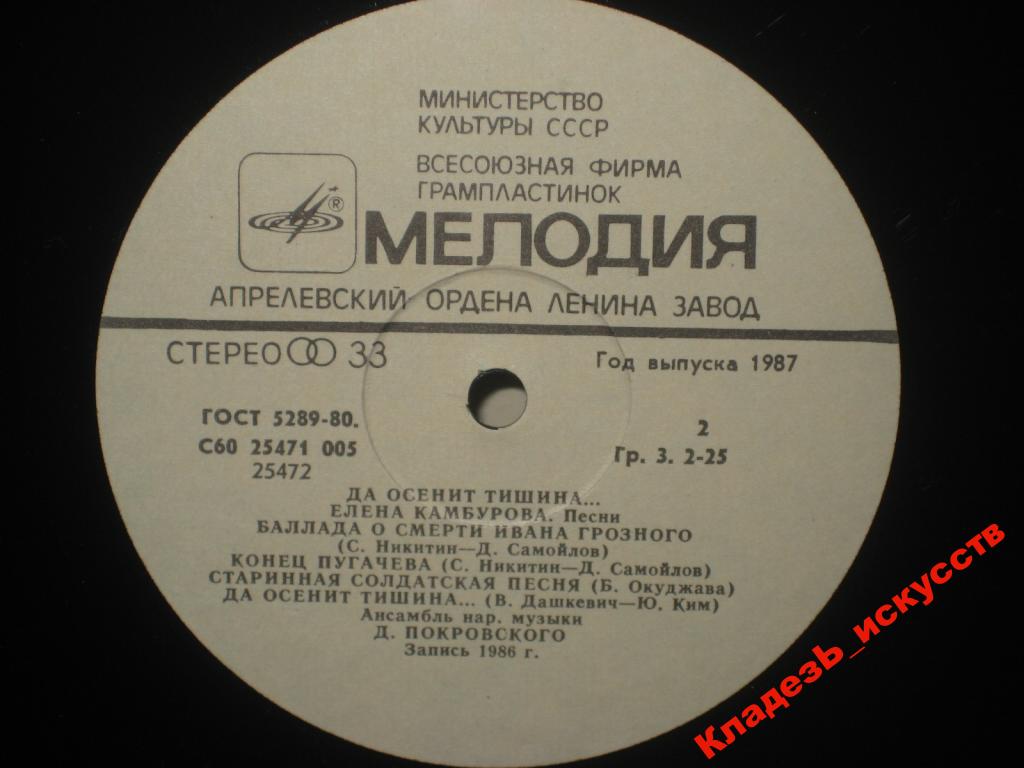 МИНИСТЕРСТВО
КУЛЬТУРЫ СССР
ВСЕСОЮЗНАЯ ФИРМА
ГРАМПЛАСТИНОК
®
МЕЛОДИЯ
АПРЕЛЕВСКИЙ ОРДЕНА ЛЕНИНА ЗАВОД
СТЕРЕО 33
Год выпуска 1987
ГОСТ 5289-80.
С60 25471 005
25472
2
Гр. 3. 2-25
ДА ОСЕНИТ ТИШИНА...
ЕЛЕНА КАМБУРОВА. Песни
БАЛЛАДА О СМЕРТИ ИВАНА ГРОЗНОГО
(С. Никитин—Д. Самойлов)
КОНЕЦ ПУГАЧЕВА (С. Никитин—Д. Самойлов)
СТАРИННАЯ СОЛДАТСКАЯ ПЕСНЯ (Б. Окуджава)
ДА ОСЕНИТ ТИШИНА... (В. Дашкевич—Ю. Ким)
Ансамбль нар. музыки
Д. ПОКРОВСКОГО
Запись 1986 г.
КладезЬ_искусств